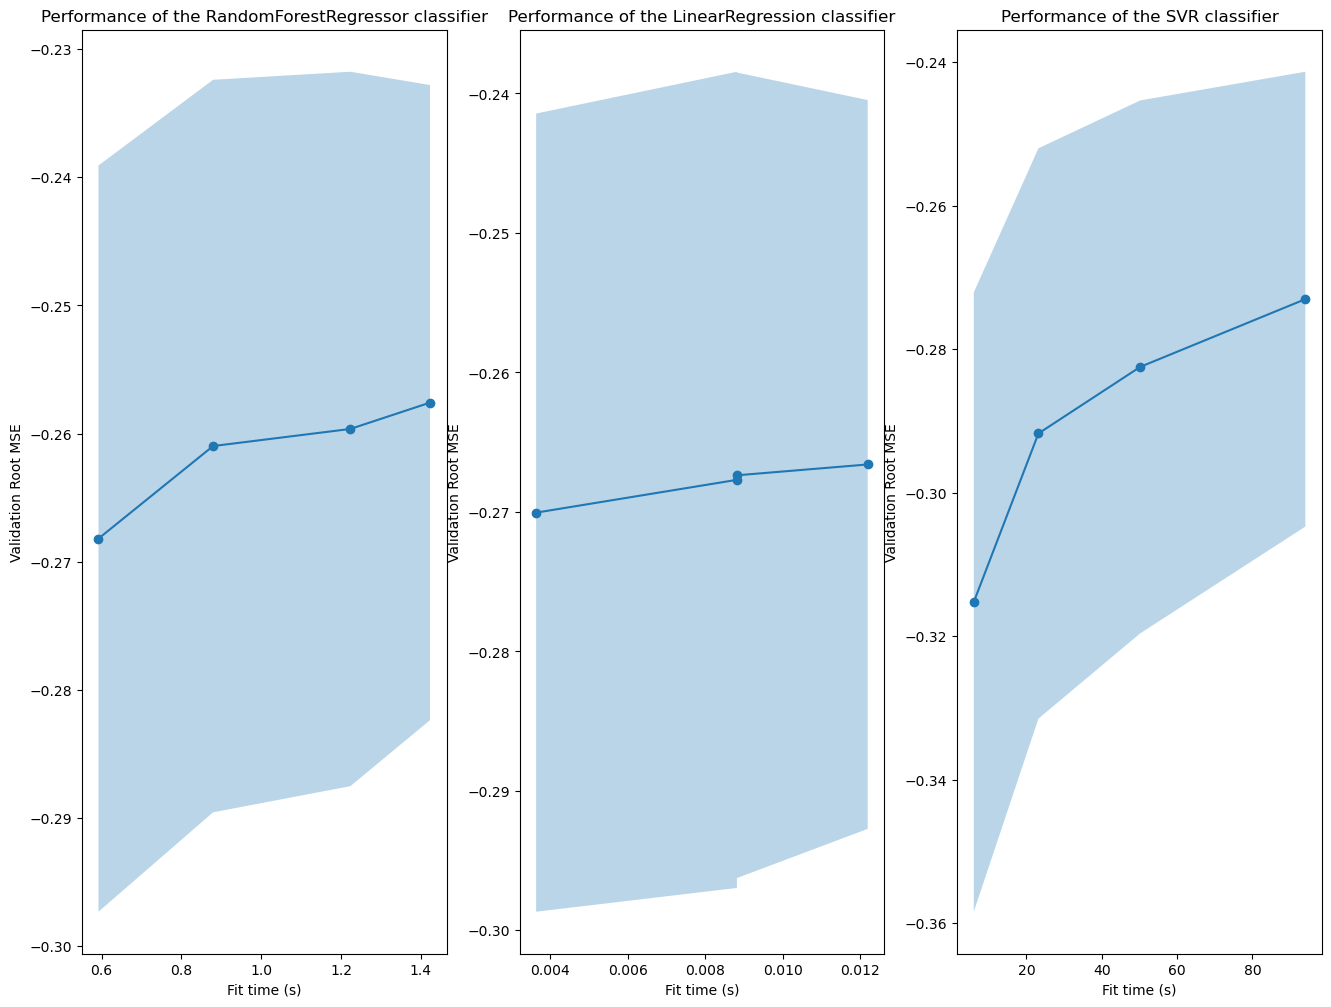 Performance of the RandomForestRegressor classifier
Validation Root MSE
−0.23
−0.24
−0.25
−0.26
−0.27
−0.28
−0.29
−0.30
0.6 0.8 1.0 1.2 1.4
Fit time (s)
Performance of the LinearRegression classifier
Validation Root MSE
−0.24
−0.25
−0.26
−0.27
−0.28
−0.29
−0.30
0.004 0.006 0.008 0.010 0.012
Fit time (s)
Performance of the SVR classifier
Validation Root MSE
−0.24
−0.26
−0.28
−0.30
−0.32
−0.34
−0.36
20 40 60 80
Fit time (s)